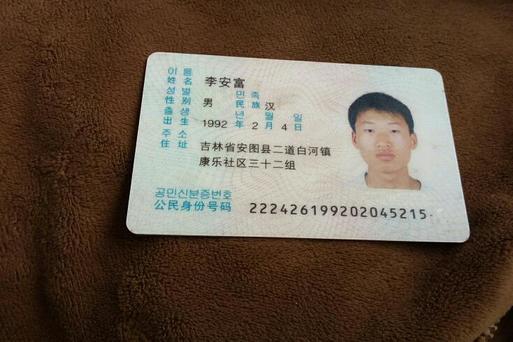 이름
姓名 李安富
성별 민족
性别 男 民族 汉
출생 년 월 일
出生 1992 年 2 月 4 日
주소
住址 吉林省安图县二道白河镇
康乐社区三十二组
공민신분증번호
公民身份号码 222426199202045215